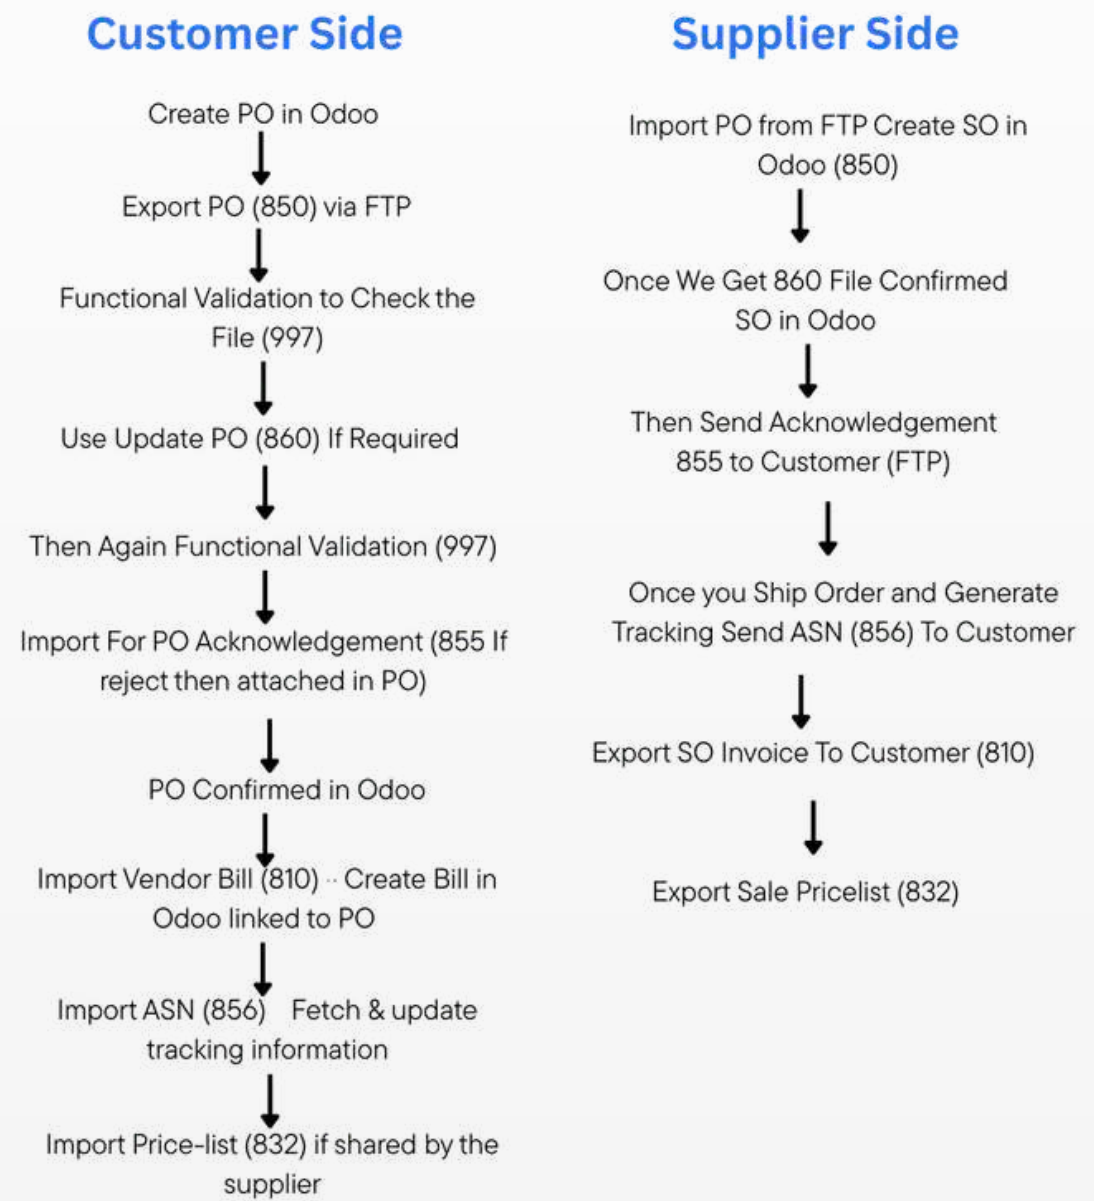 Customer Side
Create PO in Odoo
Export PO (850) via FTP
Functional Validation to Check the
File (997)
Use Update PO (860) If Required
Then Again Functional Validation (997)
Import For PO Acknowledgement (855 If
reject then attached in PO)
PO Confirmed in Odoo
Import Vendor Bill (810) ·· Create Bill in
Odoo linked to PO
Import ASN (856) Fetch & update
tracking information
Import Price-list (832) if shared by the
supplier
Supplier Side
Import PO from FTP Create SO in
Odoo (850)
Once We Get 860 File Confirmed
SO in Odoo
Then Send Acknowledgement
855 to Customer (FTP)
Once you Ship Order and Generate
Tracking Send ASN (856) To Customer
Export SO Invoice To Customer (810)
Export Sale Pricelist (832)